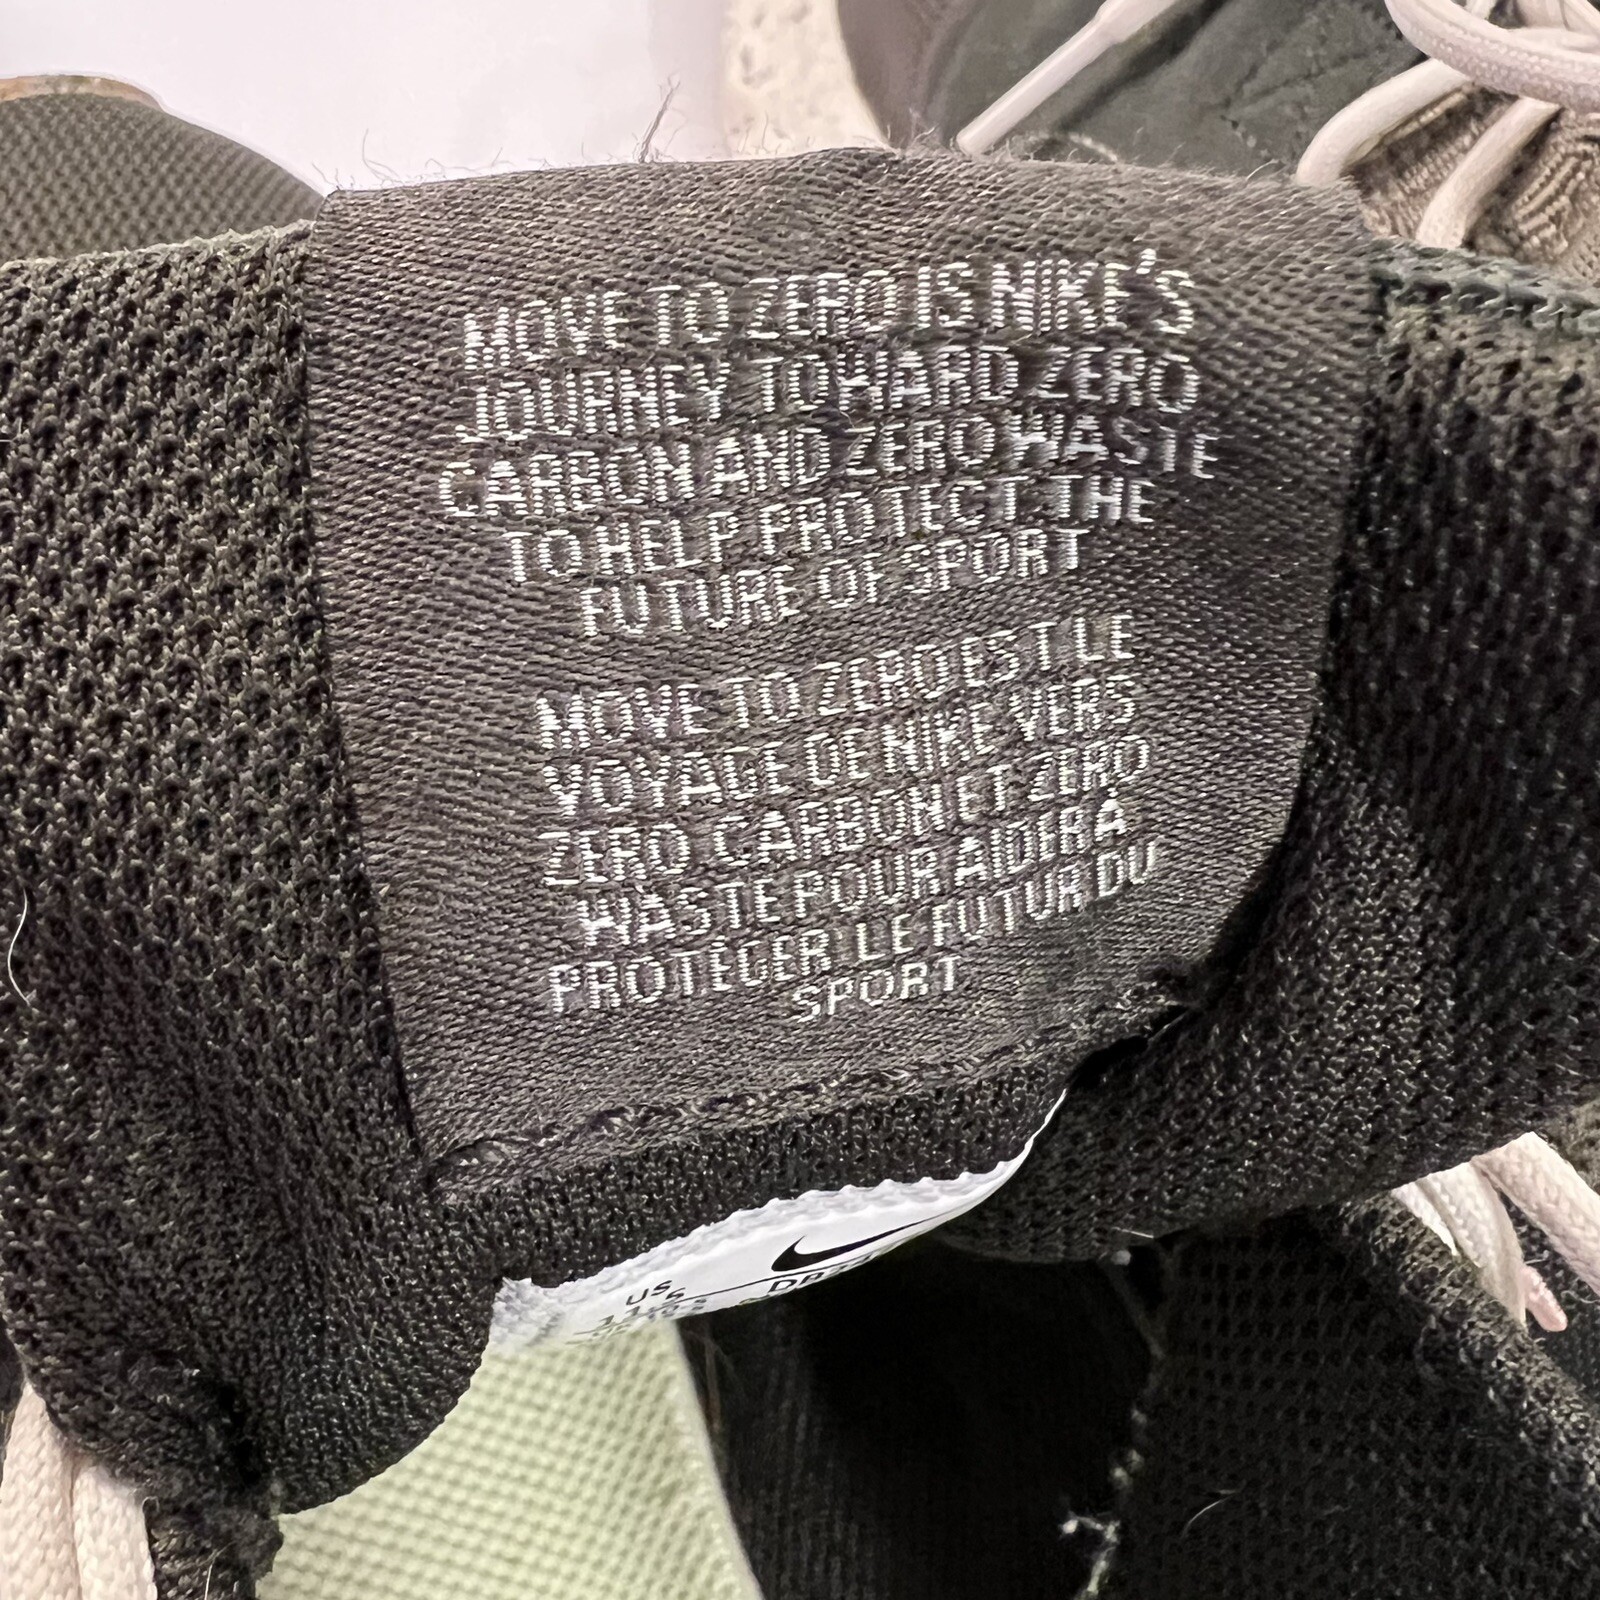 MOVE TO ZERO IS NIKE'S
JOURNEY TOWARD ZERO
CARBON AND ZERO WASTE
TO HELP PROTECT THE
FUTURE OF SPORT
MOVE TO ZERO EST LE
VOYAGE DE NIKE VERS
ZERO CARBON ET ZERO
WASTE POUR AIDER À
PROTÉGER LE FUTUR DU
SPORT
US